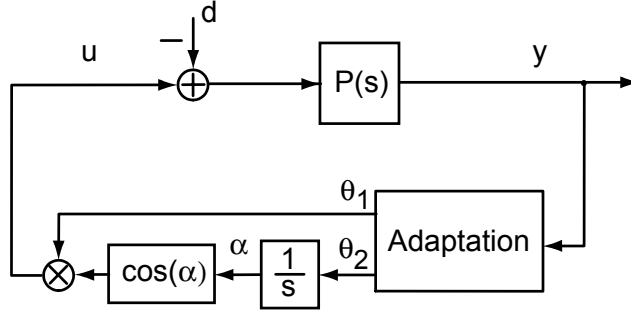 d
−
u
+
P(s)
y
θ1
Adaptation
×
cos(α)
α
1
s
θ2